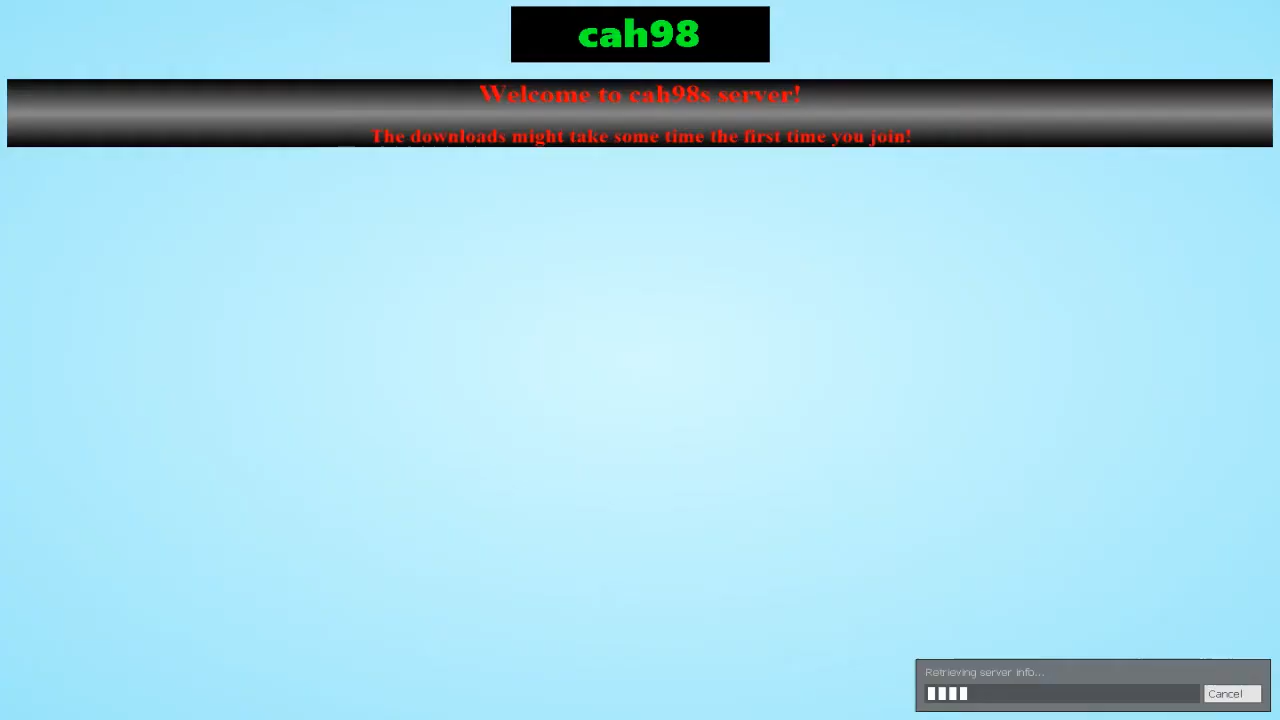 cah98
Welcome to cah98s server!
The downloads might take some time the first time you join!
Retrieving server info...
Cancel